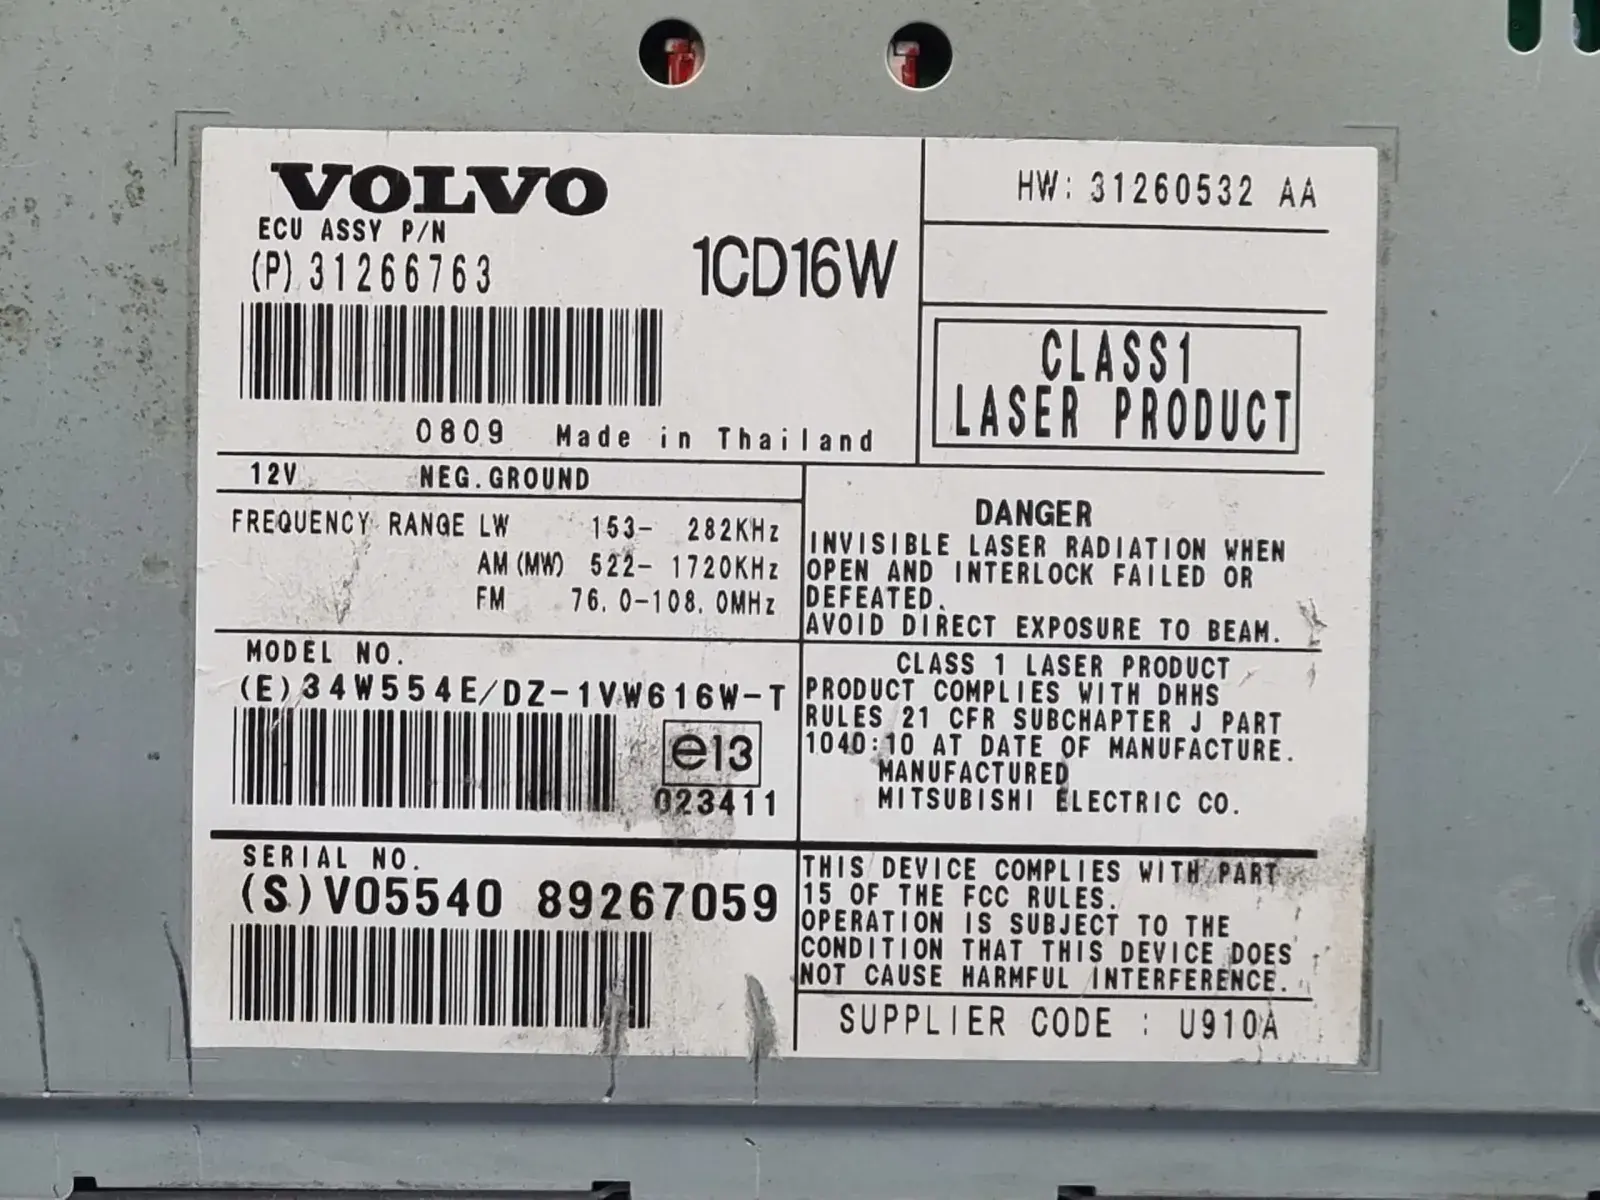 VOLVO
ECU ASSY P/N
(P) 31266763
1CD16W
0809 Made in Thailand
HW: 31260532 AA
CLASS1
LASER PRODUCT
12V NEG.GROUND
FREQUENCY RANGE LW 153- 282KHz
AM(MW) 522- 1720KHz
FM 76.0-108.0MHz
DANGER
INVISIBLE LASER RADIATION WHEN
OPEN AND INTERLOCK FAILED OR
DEFEATED.
AVOID DIRECT EXPOSURE TO BEAM.
MODEL NO.
(E)34W554E/DZ-1VW616W-T
e13
023411
CLASS 1 LASER PRODUCT
PRODUCT COMPLIES WITH DHHS
RULES 21 CFR SUBCHAPTER J PART
1040:10 AT DATE OF MANUFACTURE.
MANUFACTURED
MITSUBISHI ELECTRIC CO.
SERIAL NO.
(S)V05540 89267059
THIS DEVICE COMPLIES WITH PART
15 OF THE FCC RULES.
OPERATION IS SUBJECT TO THE
CONDITION THAT THIS DEVICE DOES
NOT CAUSE HARMFUL INTERFERENCE.
SUPPLIER CODE : U910A